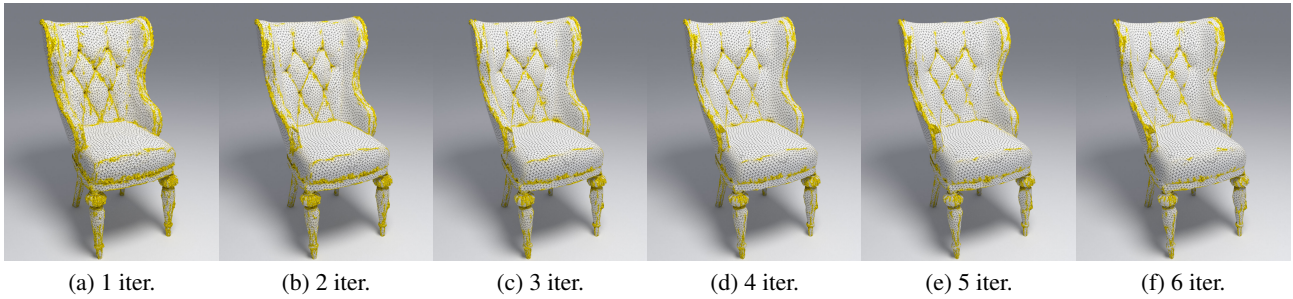 (a) 1 iter.
(b) 2 iter.
(c) 3 iter.
(d) 4 iter.
(e) 5 iter.
(f) 6 iter.